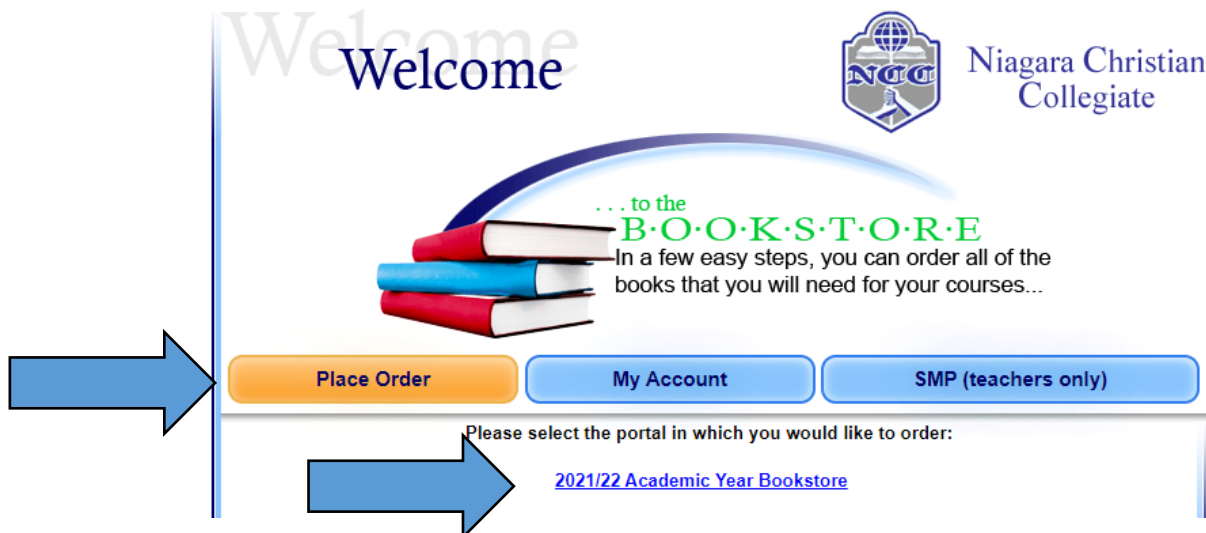 Welcome
Welcome
NCC
Niagara Christian
Collegiate
. . . to the
B·O·O·K·S·T·O·R·E
In a few easy steps, you can order all of the
books that you will need for your courses...
Place Order
My Account
SMP (teachers only)
Please select the portal in which you would like to order:
2021/22 Academic Year Bookstore